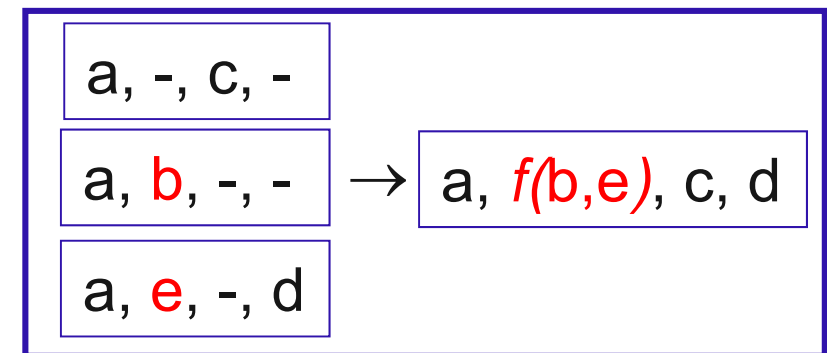 a, -, c, -
a, b, -, -
→
a, f(b,e), c, d
a, e, -, d